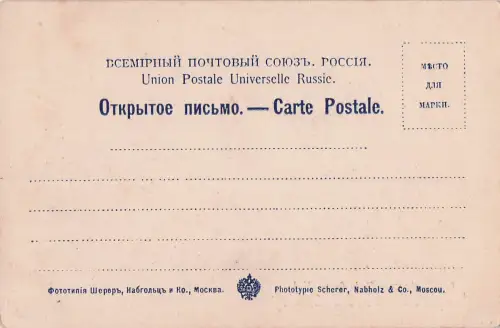 ВСЕМІРНЫЙ ПОЧТОВЫЙ СОЮЗЪ. РОССІЯ.
Union Postale Universelle Russie.
Открытое письмо. — Carte Postale.
МѢСТО
ДЛЯ
МАРКИ.
Фототипія Шереръ, Набгольцъ и Ко., Москва.
Phototypie Scherer, Nabholz & Co., Moscou.